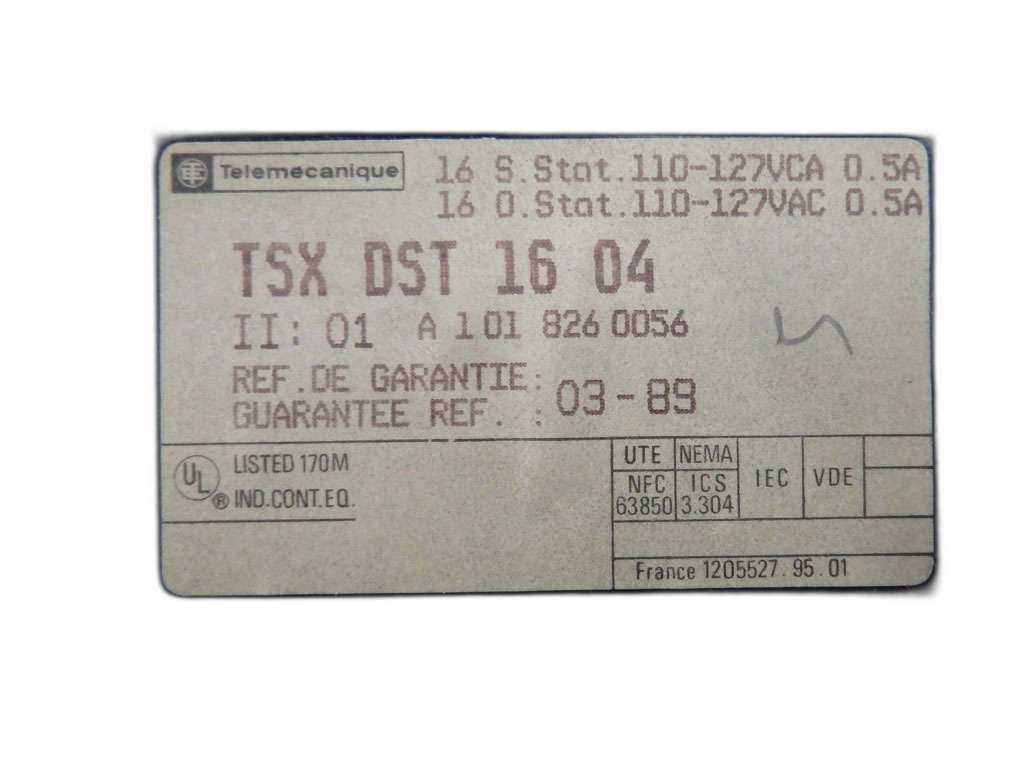 Telemecanique
16 S.Stat.110-127VCA 0.5A
16 O.Stat.110-127VAC 0.5A
TSX DST 16 04
II: 01 A 1 01 826 0056
REF.DE GARANTIE:
GUARANTEE REF. : 03-89
UL LISTED 170M
® IND.CONT.EQ.
UTE NEMA IEC VDE
NFC ICS
63850 3.304
France 1205527.95.01